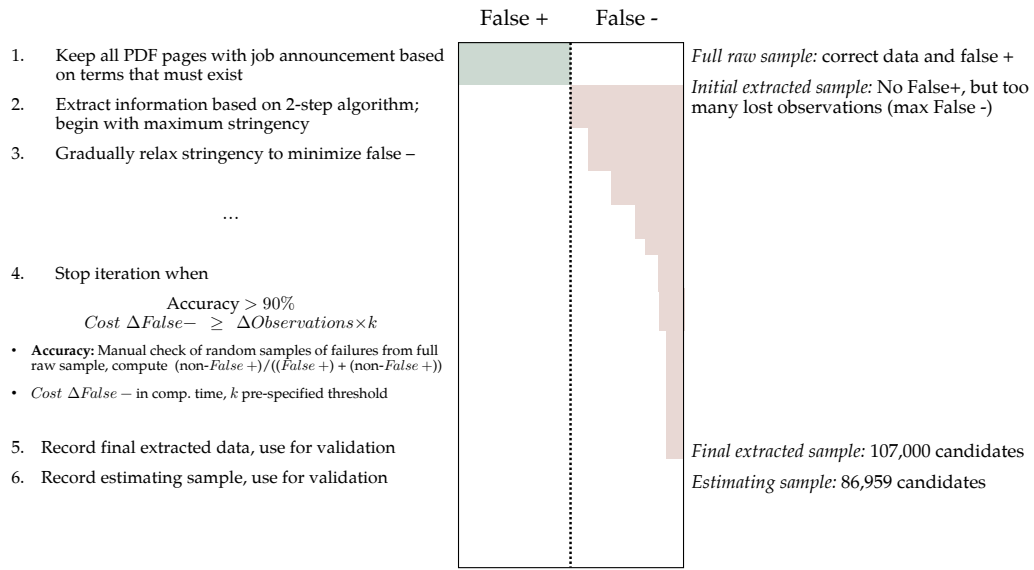 False + False -
1. Keep all PDF pages with job announcement based
on terms that must exist
2. Extract information based on 2-step algorithm;
begin with maximum stringency
3. Gradually relax stringency to minimize false –
…
4. Stop iteration when
Accuracy > 90%
Cost ΔFalse− ≥ ΔObservations×k
• Accuracy: Manual check of random samples of failures from full
raw sample, compute (non-False +)/((False +) + (non-False +))
• Cost ΔFalse − in comp. time, k pre-specified threshold
5. Record final extracted data, use for validation
6. Record estimating sample, use for validation
Full raw sample: correct data and false +
Initial extracted sample: No False+, but too
many lost observations (max False -)
Final extracted sample: 107,000 candidates
Estimating sample: 86,959 candidates